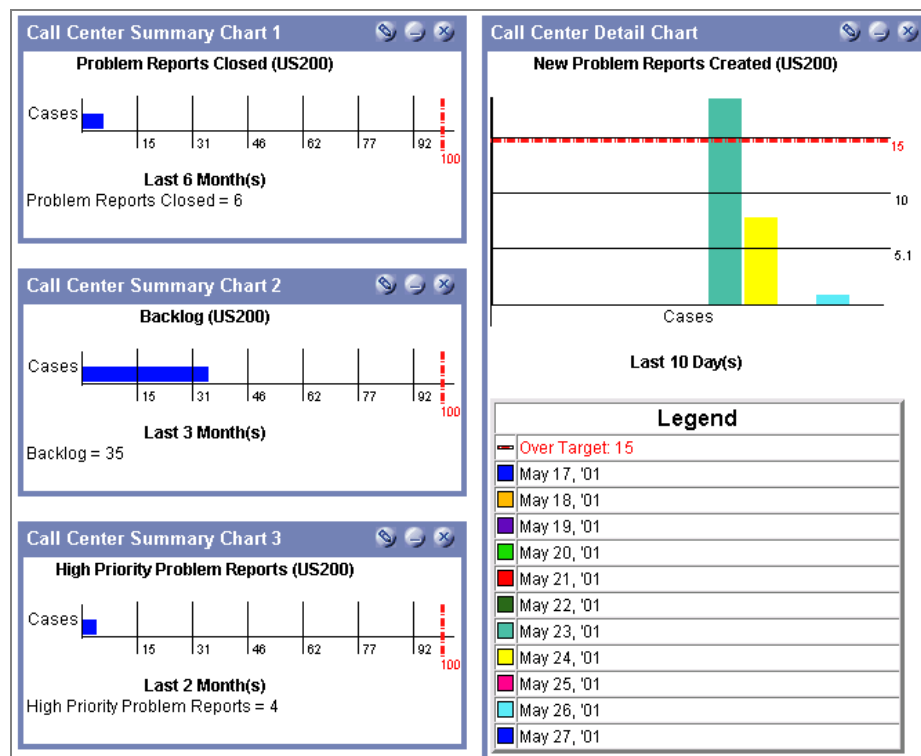 Call Center Summary Chart 1
Problem Reports Closed (US200)
Cases
15 31 46 62 77 92
100
Last 6 Month(s)
Problem Reports Closed = 6
Call Center Summary Chart 2
Backlog (US200)
Cases
15 31 46 62 77 92
100
Last 3 Month(s)
Backlog = 35
Call Center Summary Chart 3
High Priority Problem Reports (US200)
Cases
15 31 46 62 77 92
100
Last 2 Month(s)
High Priority Problem Reports = 4
Call Center Detail Chart
New Problem Reports Created (US200)
15
10
5.1
Cases
Last 10 Day(s)
Legend
Over Target: 15
May 17, '01
May 18, '01
May 19, '01
May 20, '01
May 21, '01
May 22, '01
May 23, '01
May 24, '01
May 25, '01
May 26, '01
May 27, '01